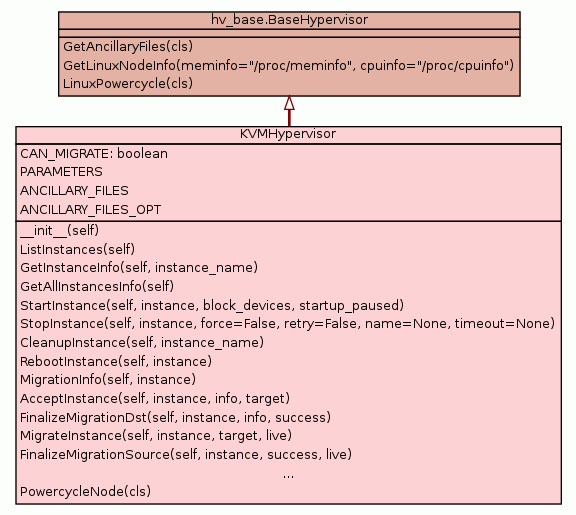 hv_base.BaseHypervisor
GetAncillaryFiles(cls)
GetLinuxNodeInfo(meminfo="/proc/meminfo", cpuinfo="/proc/cpuinfo")
LinuxPowercycle(cls)
KVMHypervisor
CAN_MIGRATE: boolean
PARAMETERS
ANCILLARY_FILES
ANCILLARY_FILES_OPT
__init__(self)
ListInstances(self)
GetInstanceInfo(self, instance_name)
GetAllInstancesInfo(self)
StartInstance(self, instance, block_devices, startup_paused)
StopInstance(self, instance, force=False, retry=False, name=None, timeout=None)
CleanupInstance(self, instance_name)
RebootInstance(self, instance)
MigrationInfo(self, instance)
AcceptInstance(self, instance, info, target)
FinalizeMigrationDst(self, instance, info, success)
MigrateInstance(self, instance, target, live)
FinalizeMigrationSource(self, instance, success, live)
...
PowercycleNode(cls)